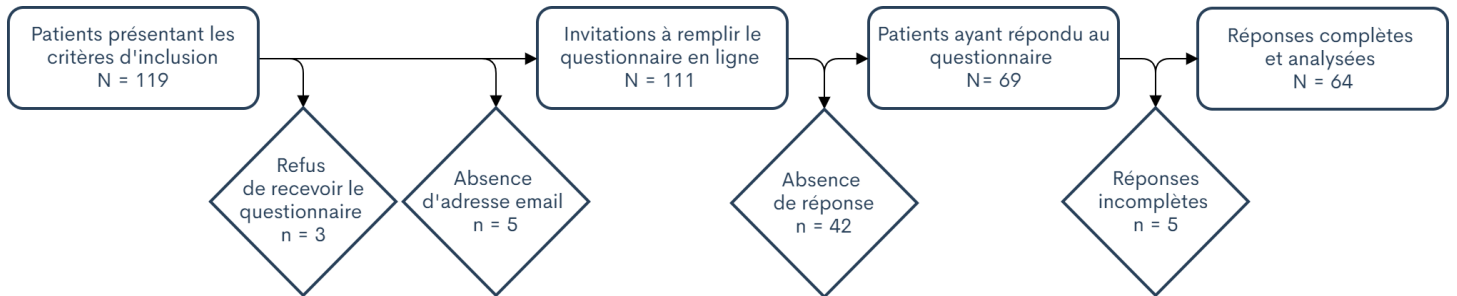 Patients présentant les
critères d'inclusion
N = 119
Refus
de recevoir le
questionnaire
n = 3
Absence
d'adresse email
n = 5
Invitations à remplir le
questionnaire en ligne
N = 111
Absence
de réponse
n = 42
Patients ayant répondu au
questionnaire
N= 69
Réponses
incomplètes
n = 5
Réponses complètes
et analysées
N = 64